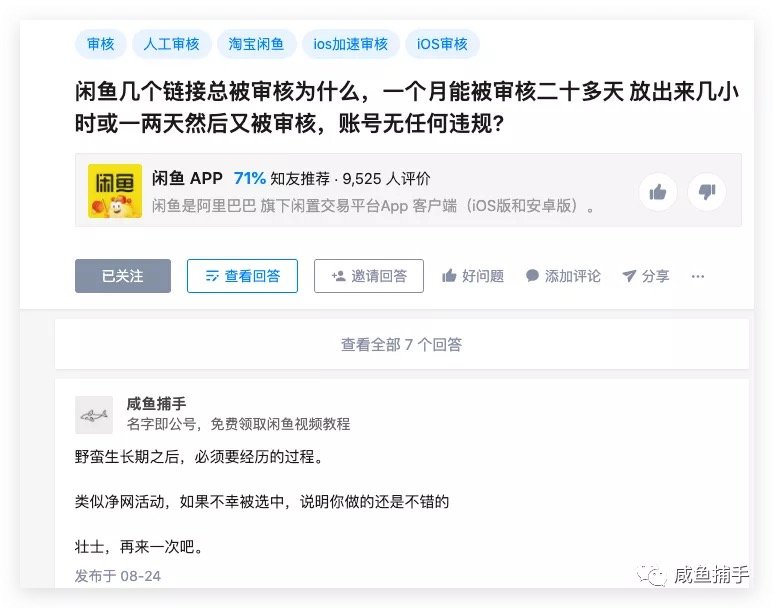 审核 人工审核 淘宝闲鱼 ios加速审核 iOS审核
闲鱼几个链接总被审核为什么，一个月能被审核二十多天 放出来几小
时或一两天然后又被审核，账号无任何违规？
闲鱼
闲鱼 APP 71% 知友推荐 · 9,525 人评价
闲鱼是阿里巴巴 旗下闲置交易平台App 客户端（iOS版和安卓版）。
已关注 查看回答 邀请回答 好问题 添加评论 分享 ···
查看全部 7 个回答
咸鱼捕手
名字即公号，免费领取闲鱼视频教程
野蛮生长期之后，必须要经历的过程。
类似净网活动，如果不幸被选中，说明你做的还是不错的
壮士，再来一次吧。
发布于 08-24
咸鱼捕手